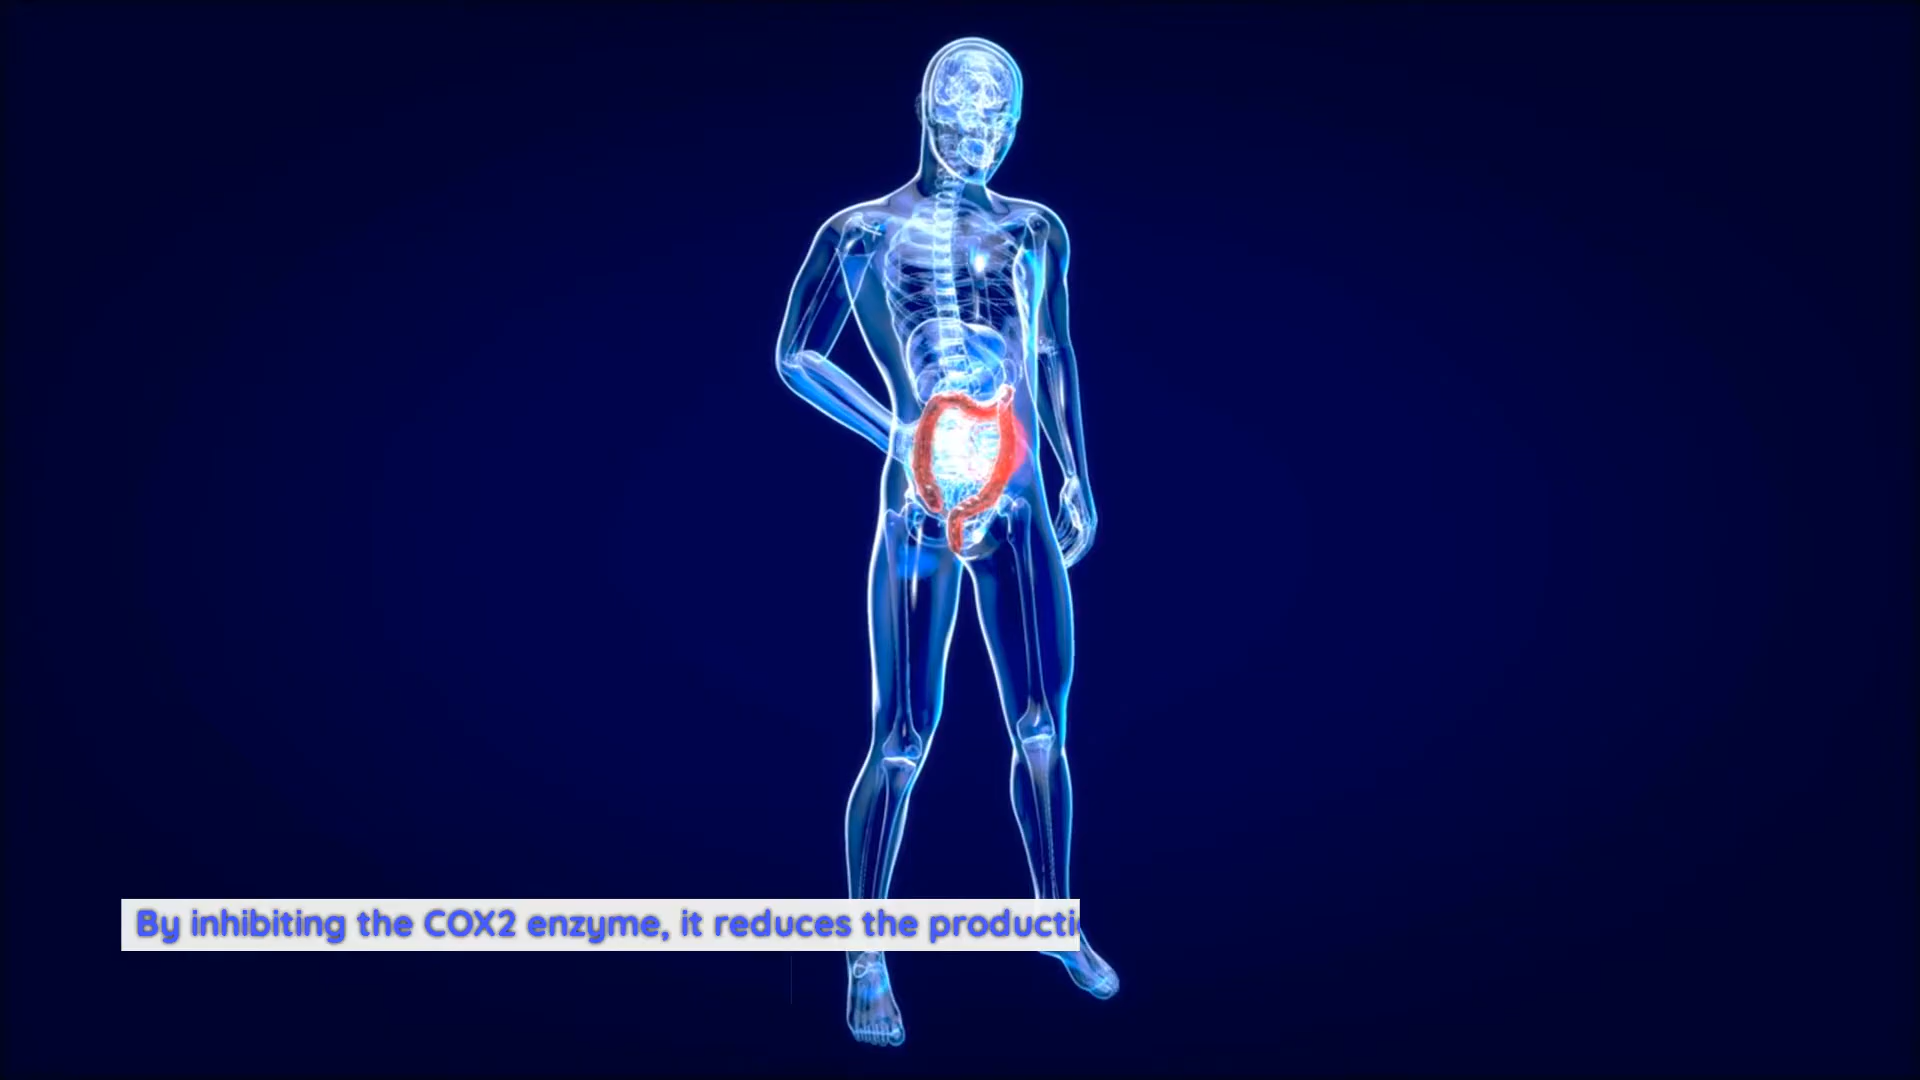 By inhibiting the COX2 enzyme, it reduces the producti